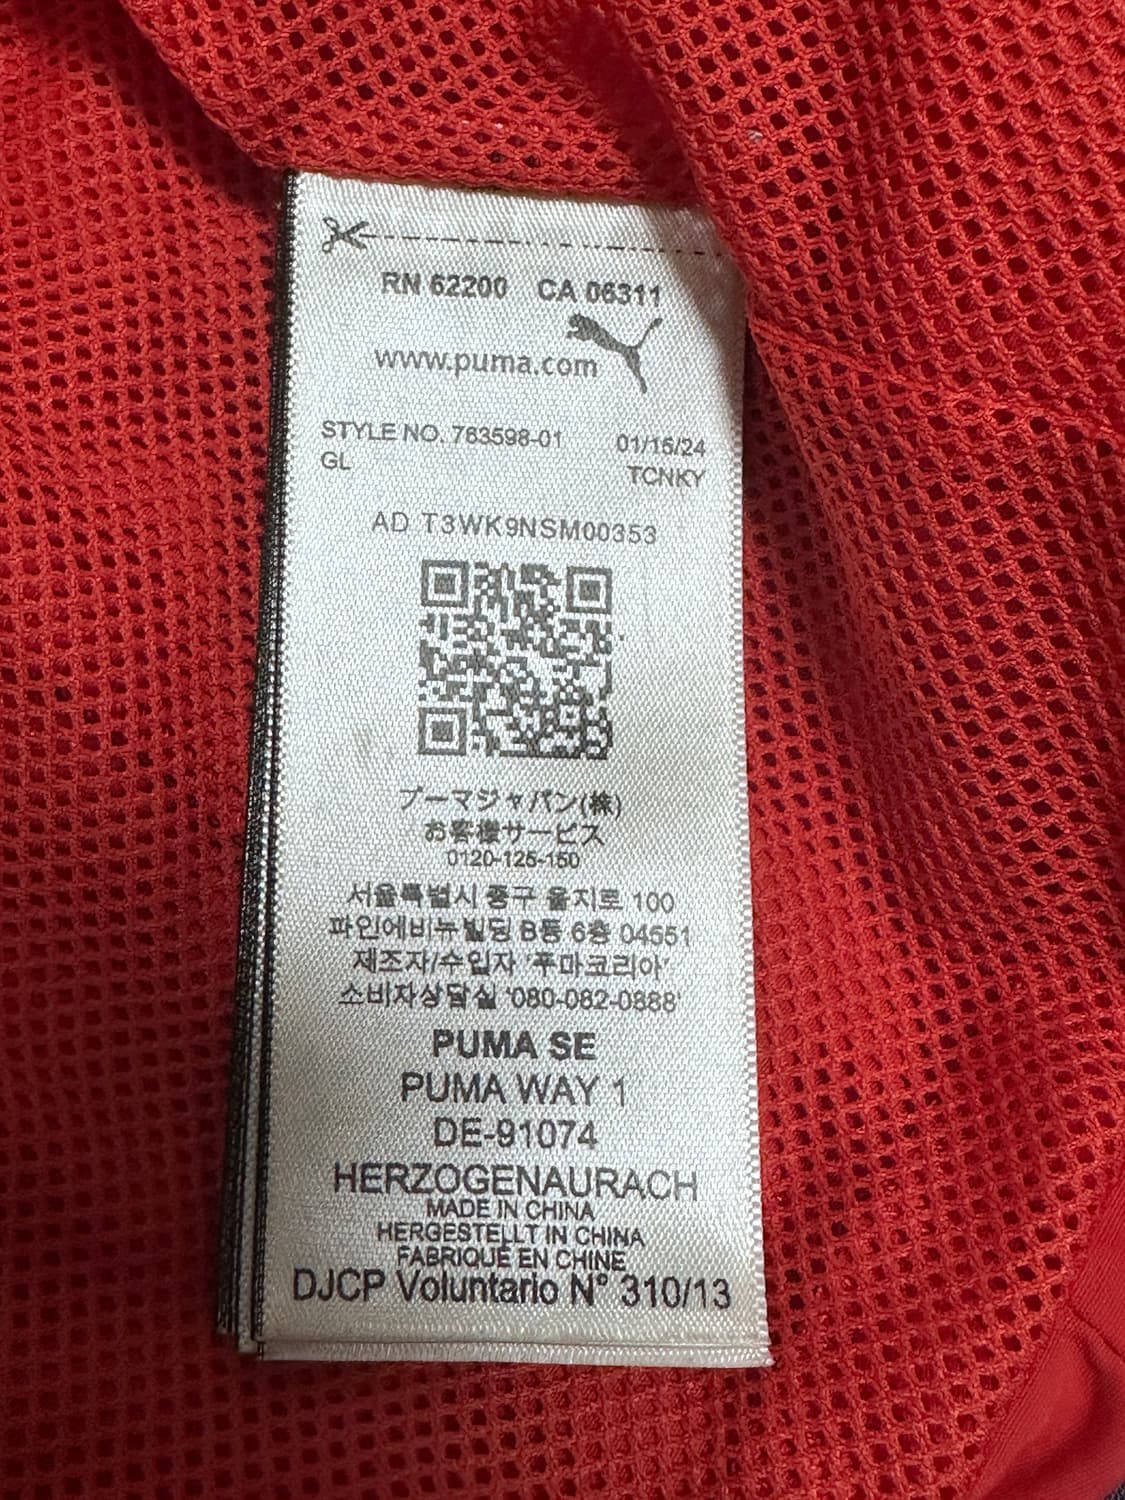 RN 62200 CA 06311
www.puma.com
STYLE NO. 763598-01 01/15/24
GL TCNKY
AD T3WK9NSM00353
プーマジャパン(株)
お客様サービス
0120-125-150
서울특별시 중구 을지로 100
파인에비뉴빌딩 B동 6층 04551
제조자/수입자 '푸마코리아'
소비자상담실 '080-082-0888'
PUMA SE
PUMA WAY 1
DE-91074
HERZOGENAURACH
MADE IN CHINA
HERGESTELLT IN CHINA
FABRIQUÉ EN CHINE
DJCP Voluntario N° 310/13